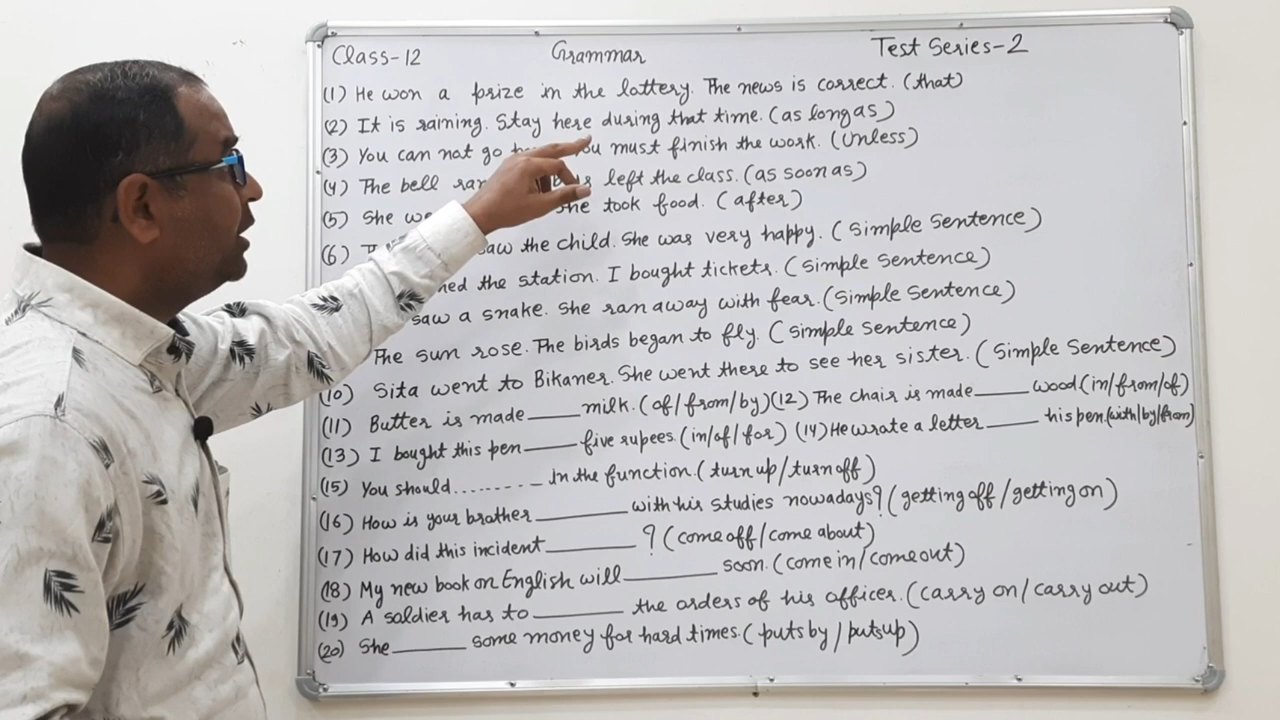 Class-12 Grammar Test Series-2
(1) He won a prize in the lottery. The news is correct. (that)
(2) It is raining. Stay here during that time. (as long as)
(3) You can not go must finish the work. (Unless)
(4) The bell left the class. (as soon as)
(5) She took food. (after)
(6) saw the child. She was very happy. (Simple Sentence)
the station. I bought tickets. (Simple Sentence)
saw a snake. She ran away with fear. (Simple Sentence)
The sun rose. The birds began to fly. (Simple Sentence)
(10) Sita went to Bikaner. She went there to see her sister. (Simple Sentence)
(11) Butter is made ____ milk. (of/from/by) (12) The chair is made ____ wood (in/from/of)
(13) I bought this pen ____ five rupees. (in/of/for) (14) He wrote a letter ____ his pen. (with/by/from)
(15) You should ......... in the function. (turn up/turn off)
(16) How is your brother ____ with his studies nowadays? (getting off/getting on)
(17) How did this incident ____ ? (come off/come about)
(18) My new book on English will ____ soon. (come in/come out)
(19) A soldier has to ____ the orders of his officer. (carry on/carry out)
(20) She ____ some money for hard times. (puts by/puts up)